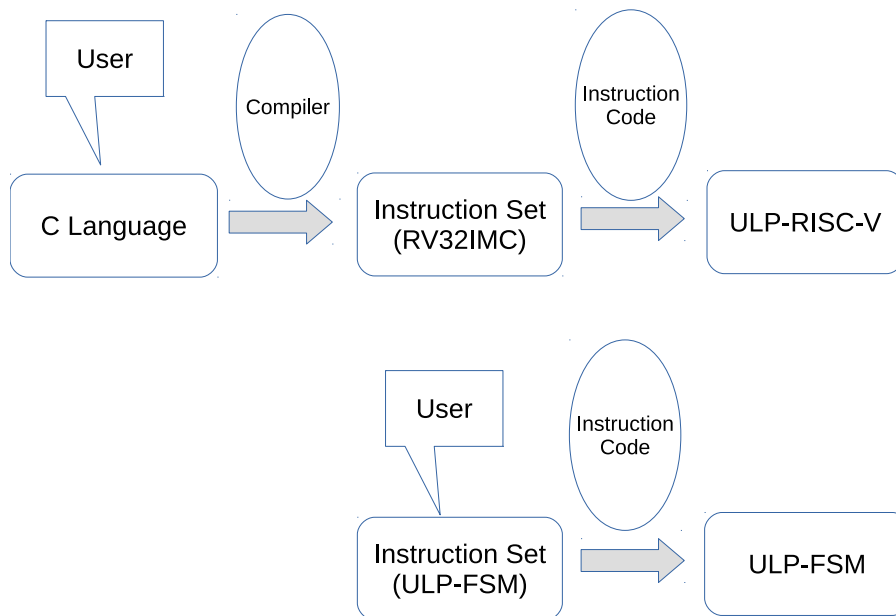 User
Compiler
Instruction
Code
C Language
Instruction Set
(RV32IMC)
ULP-RISC-V
User
Instruction
Code
Instruction Set
(ULP-FSM)
ULP-FSM